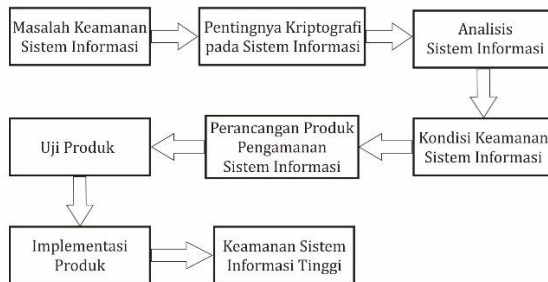 Masalah Keamanan
Sistem Informasi
Pentingnya Kriptografi
pada Sistem Informasi
Analisis
Sistem Informasi
Kondisi Keamanan
Sistem Informasi
Perancangan Produk
Pengamanan
Sistem Informasi
Uji Produk
Implementasi
Produk
Keamanan Sistem
Informasi Tinggi